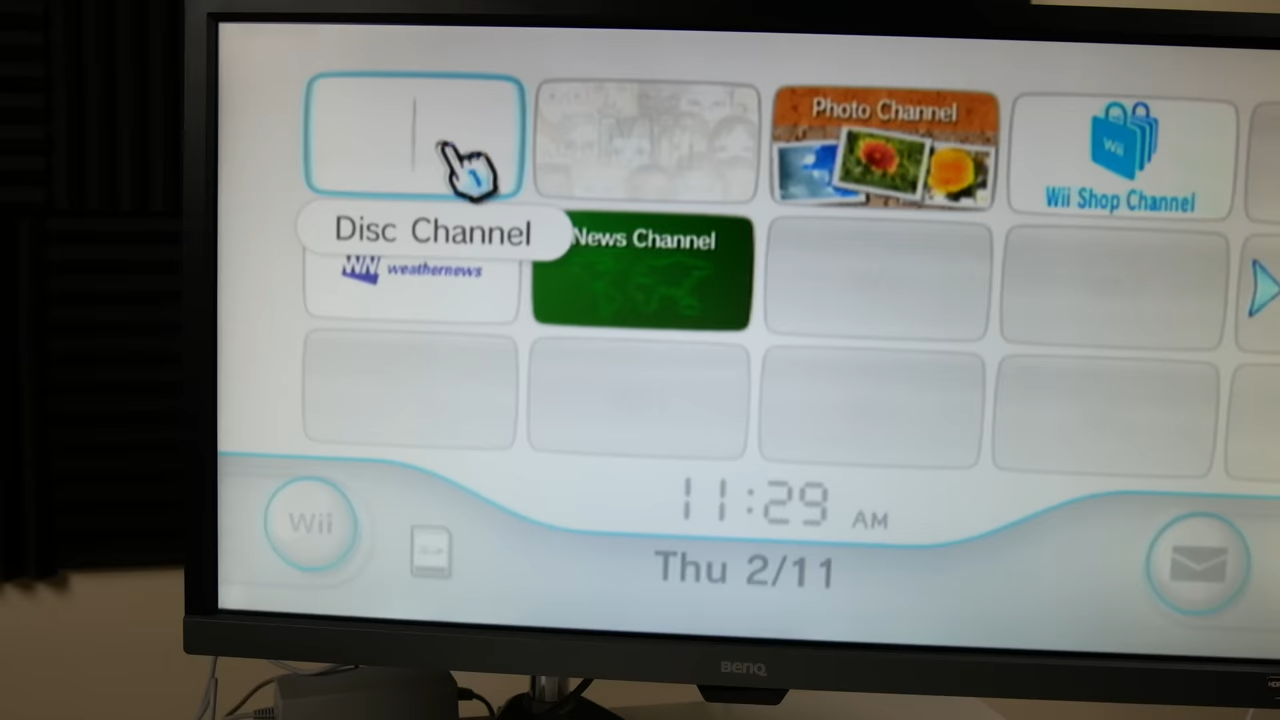 Photo Channel
Wii
Wii Shop Channel
Disc Channel
News Channel
WN weathernews
11:29 AM
Wii
Thu 2/11
BenQ